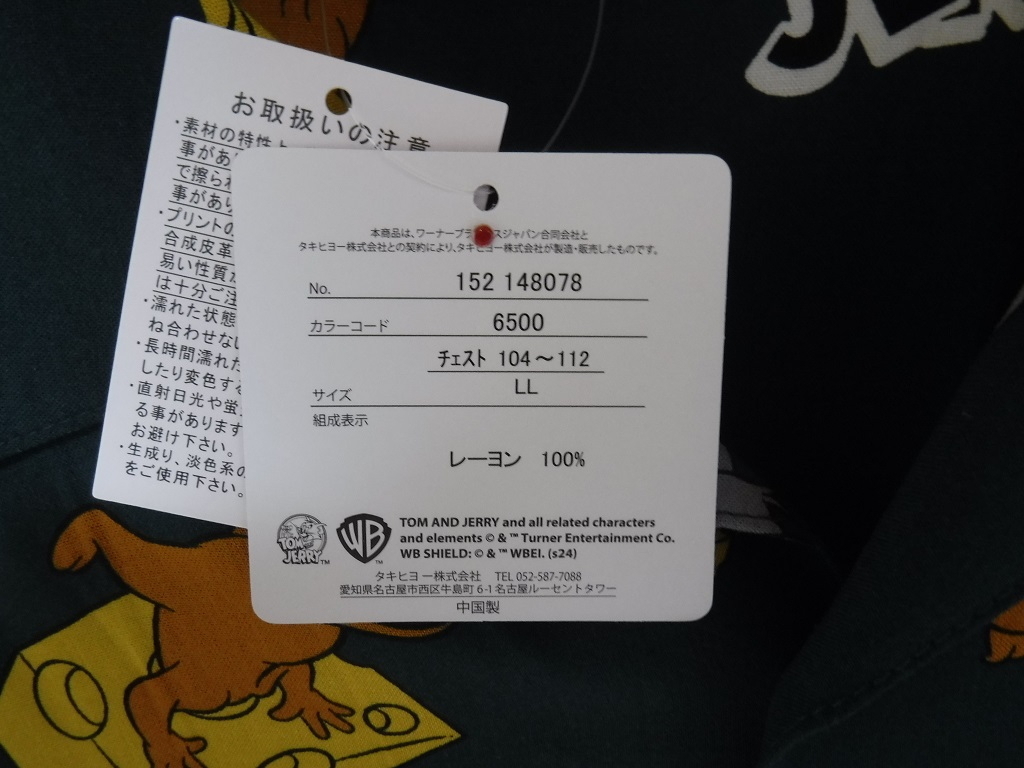 お取扱いの注意
・素材の特性上
事があ
で擦られ
事があり
・プリントの
合成皮革
易い性質
は十分ご注
・濡れた状態
ね合わせない
・長時間濡れた
したり変色する
・直射日光や蛍
る事があります
お避け下さい。
・生成り、淡色系の
をご使用下さい。
本商品は、ワーナーブラ スジャパン合同会社と
タキヒヨー株式会社との契約により、タキヒヨー株式会社が製造・販売したものです。
No. 152 148078
カラーコード 6500
チェスト 104～112
サイズ LL
組成表示
レーヨン 100%
TOM AND JERRY™
WB
TOM AND JERRY and all related characters
and elements © & ™ Turner Entertainment Co.
WB SHIELD: © & ™ WBEI. (s24)
タキヒヨー株式会社 TEL 052-587-7088
愛知県名古屋市西区牛島町6-1名古屋ルーセントタワー
中国製